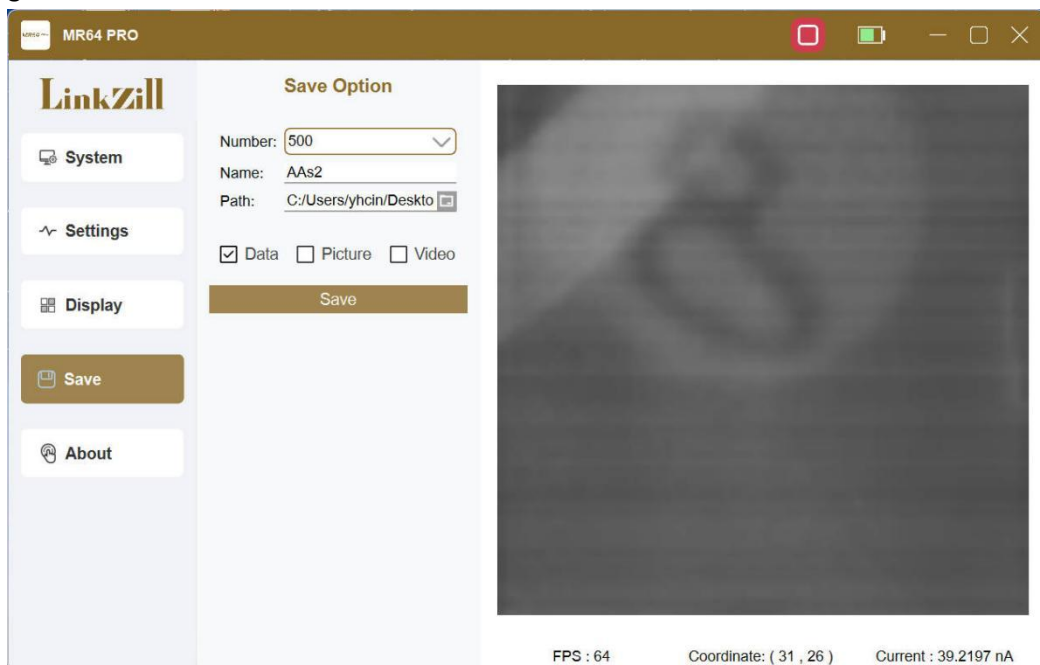 MR64 PRO
LinkZill
System
Settings
Display
Save
About
Save Option
Number: 500
Name: AAs2
Path: C:/Users/yhcin/Deskto
Data Picture Video
Save
FPS : 64 Coordinate: ( 31 , 26 ) Current : 39.2197 nA